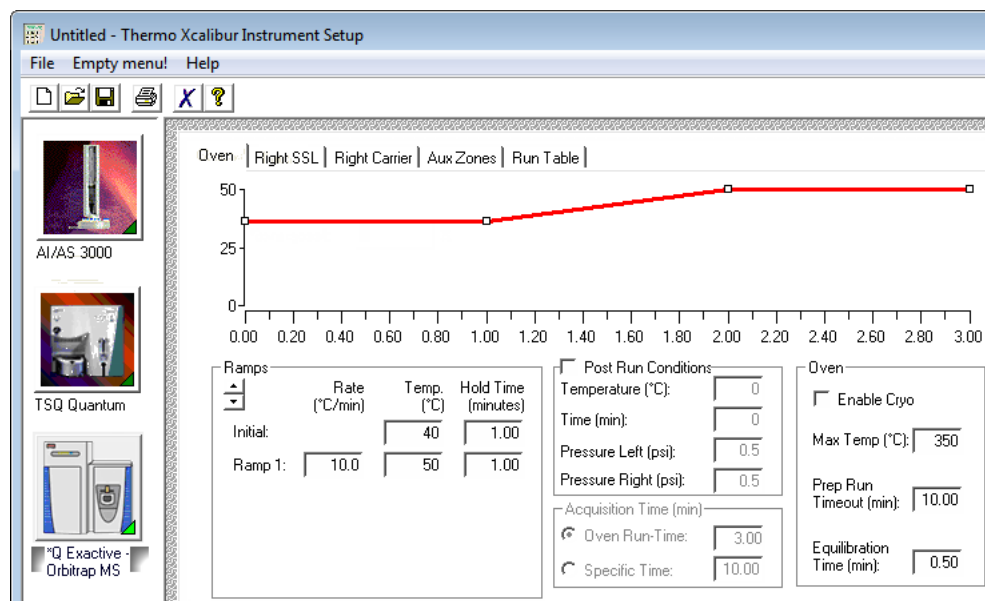 Untitled - Thermo Xcalibur Instrument Setup
File Empty menu! Help
Oven Right SSL Right Carrier Aux Zones Run Table
50
25
0
0.00 0.20 0.40 0.60 0.80 1.00 1.20 1.40 1.60 1.80 2.00 2.20 2.40 2.60 2.80 3.00
AI/AS 3000
TSQ Quantum
*Q Exactive -
Orbitrap MS
Ramps
Rate Temp. Hold Time
(°C/min) (°C) (minutes)
Initial: 40 1.00
Ramp 1: 10.0 50 1.00
Post Run Conditions
Temperature (°C): 0
Time (min): 0
Pressure Left (psi): 0.5
Pressure Right (psi): 0.5
Acquisition Time (min)
Oven Run-Time: 3.00
Specific Time: 10.00
Oven
Enable Cryo
Max Temp (°C): 350
Prep Run
Timeout (min): 10.00
Equilibration
Time (min): 0.50